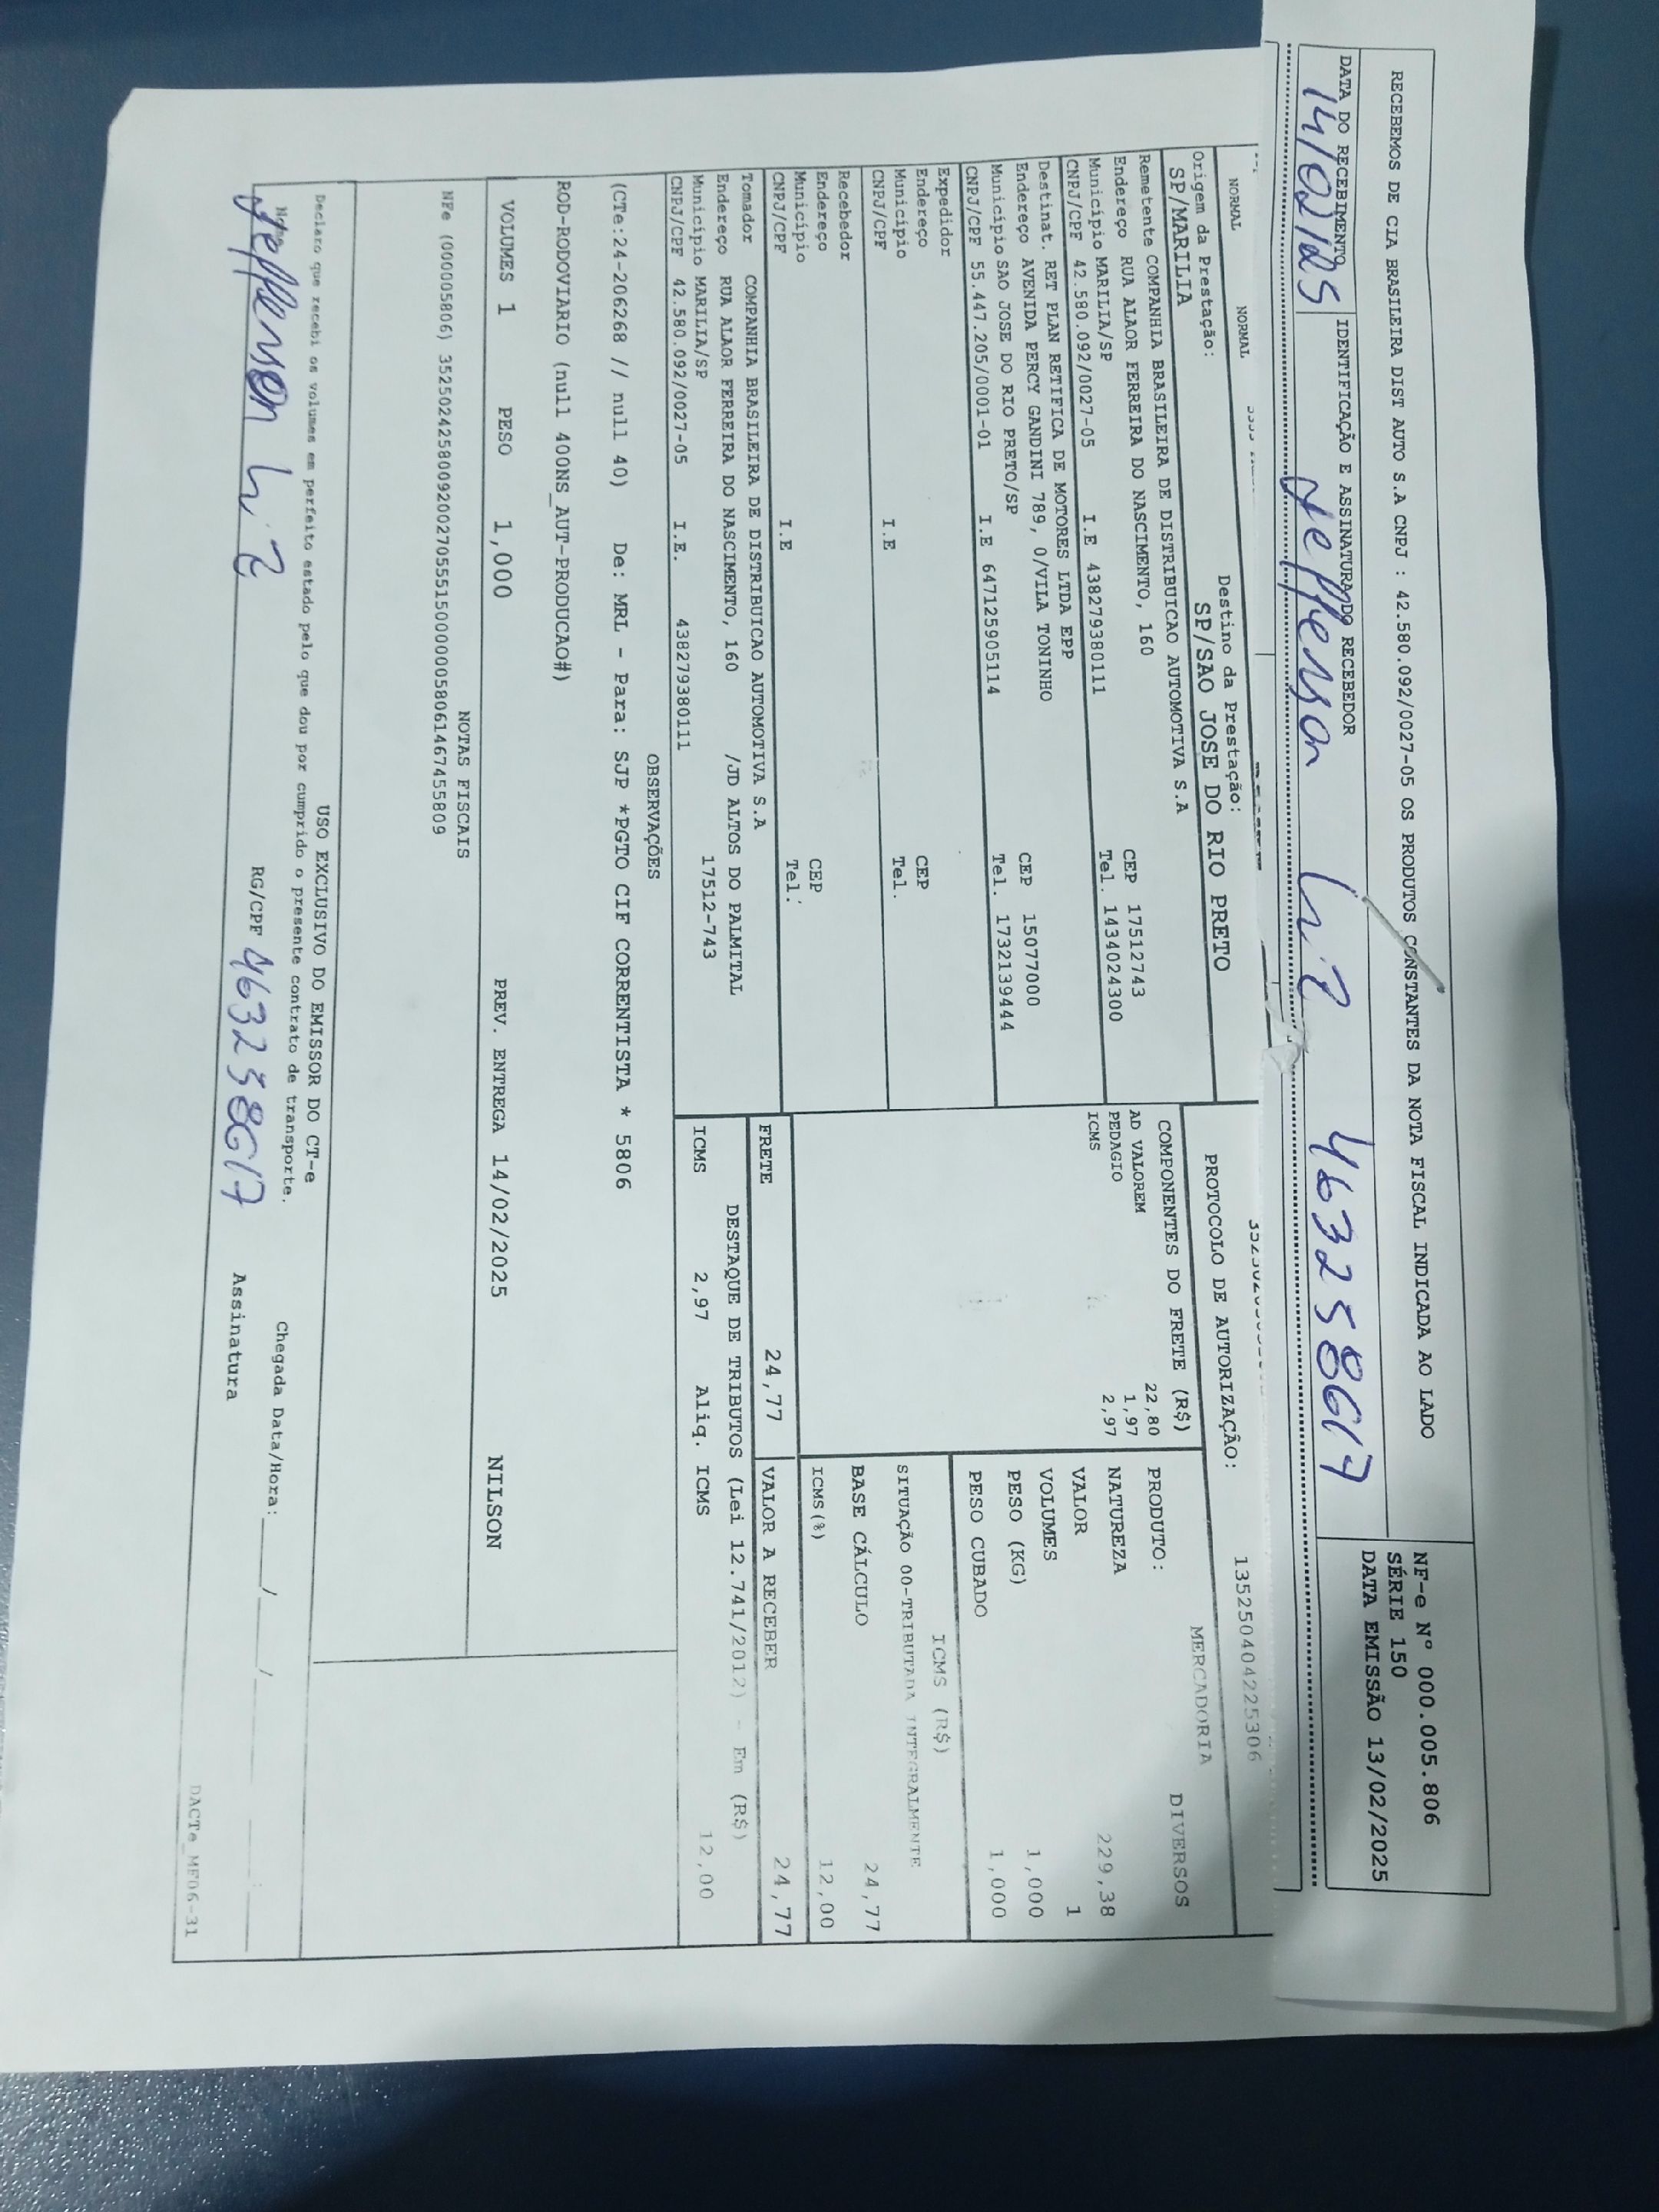 RECEBEMOS DE CIA BRASILEIRA DIST AUTO S.A CNPJ : 42.580.092/0027-05 OS PRODUTOS CONSTANTES DA NOTA FISCAL INDICADA AO LADO
NF-e Nº 000.005.806
SÉRIE 150
DATA EMISSÃO 13/02/2025
DATA DO RECEBIMENTO
IDENTIFICAÇÃO E ASSINATURA DO RECEBEDOR
14/02/25 Jefferson 463258617
NORMAL NORMAL
PROTOCOLO DE AUTORIZAÇÃO: 135250404225306
Origem da Prestação: Destino da Prestação:
SP/MARILIA SP/SAO JOSE DO RIO PRETO
Remetente COMPANHIA BRASILEIRA DE DISTRIBUICAO AUTOMOTIVA S.A
Endereço RUA ALAOR FERREIRA DO NASCIMENTO, 160 CEP 17512743
Município MARILIA/SP Tel. 1434024300
CNPJ/CPF 42.580.092/0027-05 I.E 438279380111
Destinat. RET PLAN RETIFICA DE MOTORES LTDA EPP
Endereço AVENIDA PERCY GANDINI 789, 0/VILA TONINHO CEP 15077000
Município SAO JOSE DO RIO PRETO/SP Tel. 1732139444
CNPJ/CPF 55.447.205/0001-01 I.E 647125905114
Expedidor
Endereço CEP
Município Tel.
CNPJ/CPF I.E
Recebedor
Endereço CEP
Município Tel.
CNPJ/CPF I.E
Tomador COMPANHIA BRASILEIRA DE DISTRIBUICAO AUTOMOTIVA S.A
Endereço RUA ALAOR FERREIRA DO NASCIMENTO, 160 /JD ALTOS DO PALMITAL
Município MARILIA/SP 17512-743
CNPJ/CPF 42.580.092/0027-05 I.E. 438279380111
COMPONENTES DO FRETE (R$)
22,80
AD VALOREM 1,97
PEDAGIO 2,97
ICMS
MERCADORIA
PRODUTO: DIVERSOS
NATUREZA
VALOR 229,38
VOLUMES 1
PESO (KG) 1,000
PESO CUBADO 1,000
ICMS (R$)
SITUAÇÃO 00-TRIBUTADA INTEGRALMENTE
BASE CÁLCULO 24,77
ICMS(%) 12,00
FRETE 24,77 VALOR A RECEBER 24,77
DESTAQUE DE TRIBUTOS (Lei 12.741/2012) - Em (R$)
ICMS 2,97 Aliq. ICMS 12,00
OBSERVAÇÕES
(CTe:24-206268 // null 40) De: MRL - Para: SJP *PGTO CIF CORRENTISTA * 5806
ROD-RODOVIARIO (null 400NS_AUT-PRODUCAO#)
VOLUMES 1 PESO 1,000 PREV. ENTREGA 14/02/2025 NILSON
NOTAS FISCAIS
NFe (000005806) 35250242580092002705551500000058061467455809
USO EXCLUSIVO DO EMISSOR DO CT-e
Declaro que recebi os volumes em perfeito estado pelo que dou por cumprido o presente contrato de transporte.
Chegada Data/Hora:
Jefferson RG/CPF 463258617 Assinatura
DACTe_MF06-31